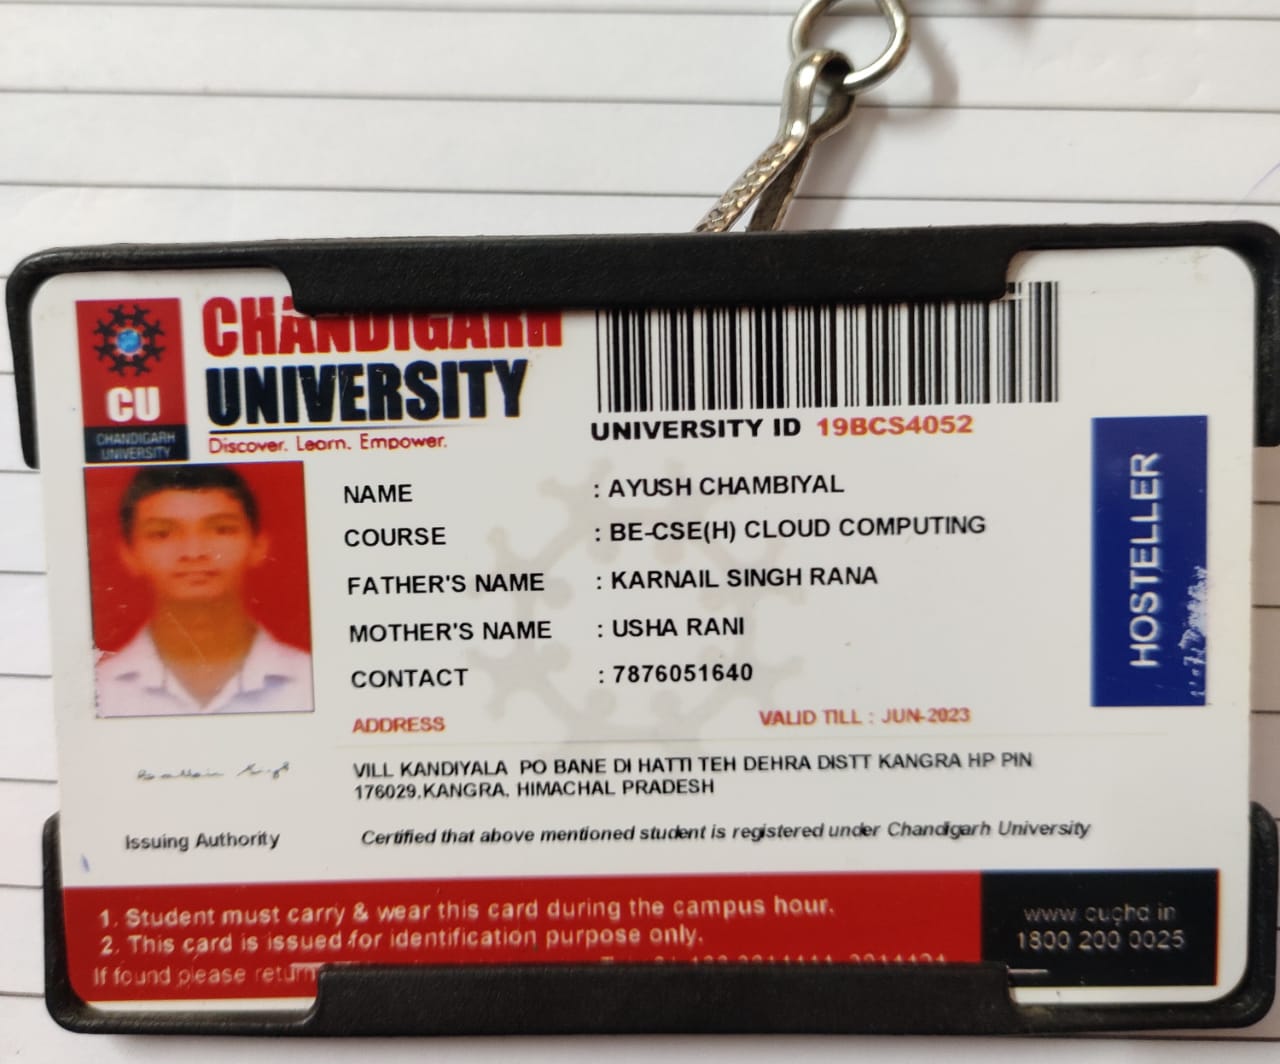 CHANDIGARH
UNIVERSITY
Discover. Learn. Empower.
CU
CHANDIGARH
UNIVERSITY
UNIVERSITY ID 19BCS4052
NAME : AYUSH CHAMBIYAL
COURSE : BE-CSE(H) CLOUD COMPUTING
FATHER'S NAME : KARNAIL SINGH RANA
MOTHER'S NAME : USHA RANI
CONTACT : 7876051640
HOSTELLER
ADDRESS VALID TILL : JUN-2023
VILL KANDIYALA PO BANE DI HATTI TEH DEHRA DISTT KANGRA HP PIN
176029.KANGRA, HIMACHAL PRADESH
Issuing Authority
Certified that above mentioned student is registered under Chandigarh University
1. Student must carry & wear this card during the campus hour.
2. This card is issued for identification purpose only.
If found please return
www.cuchd.in
1800 200 0025